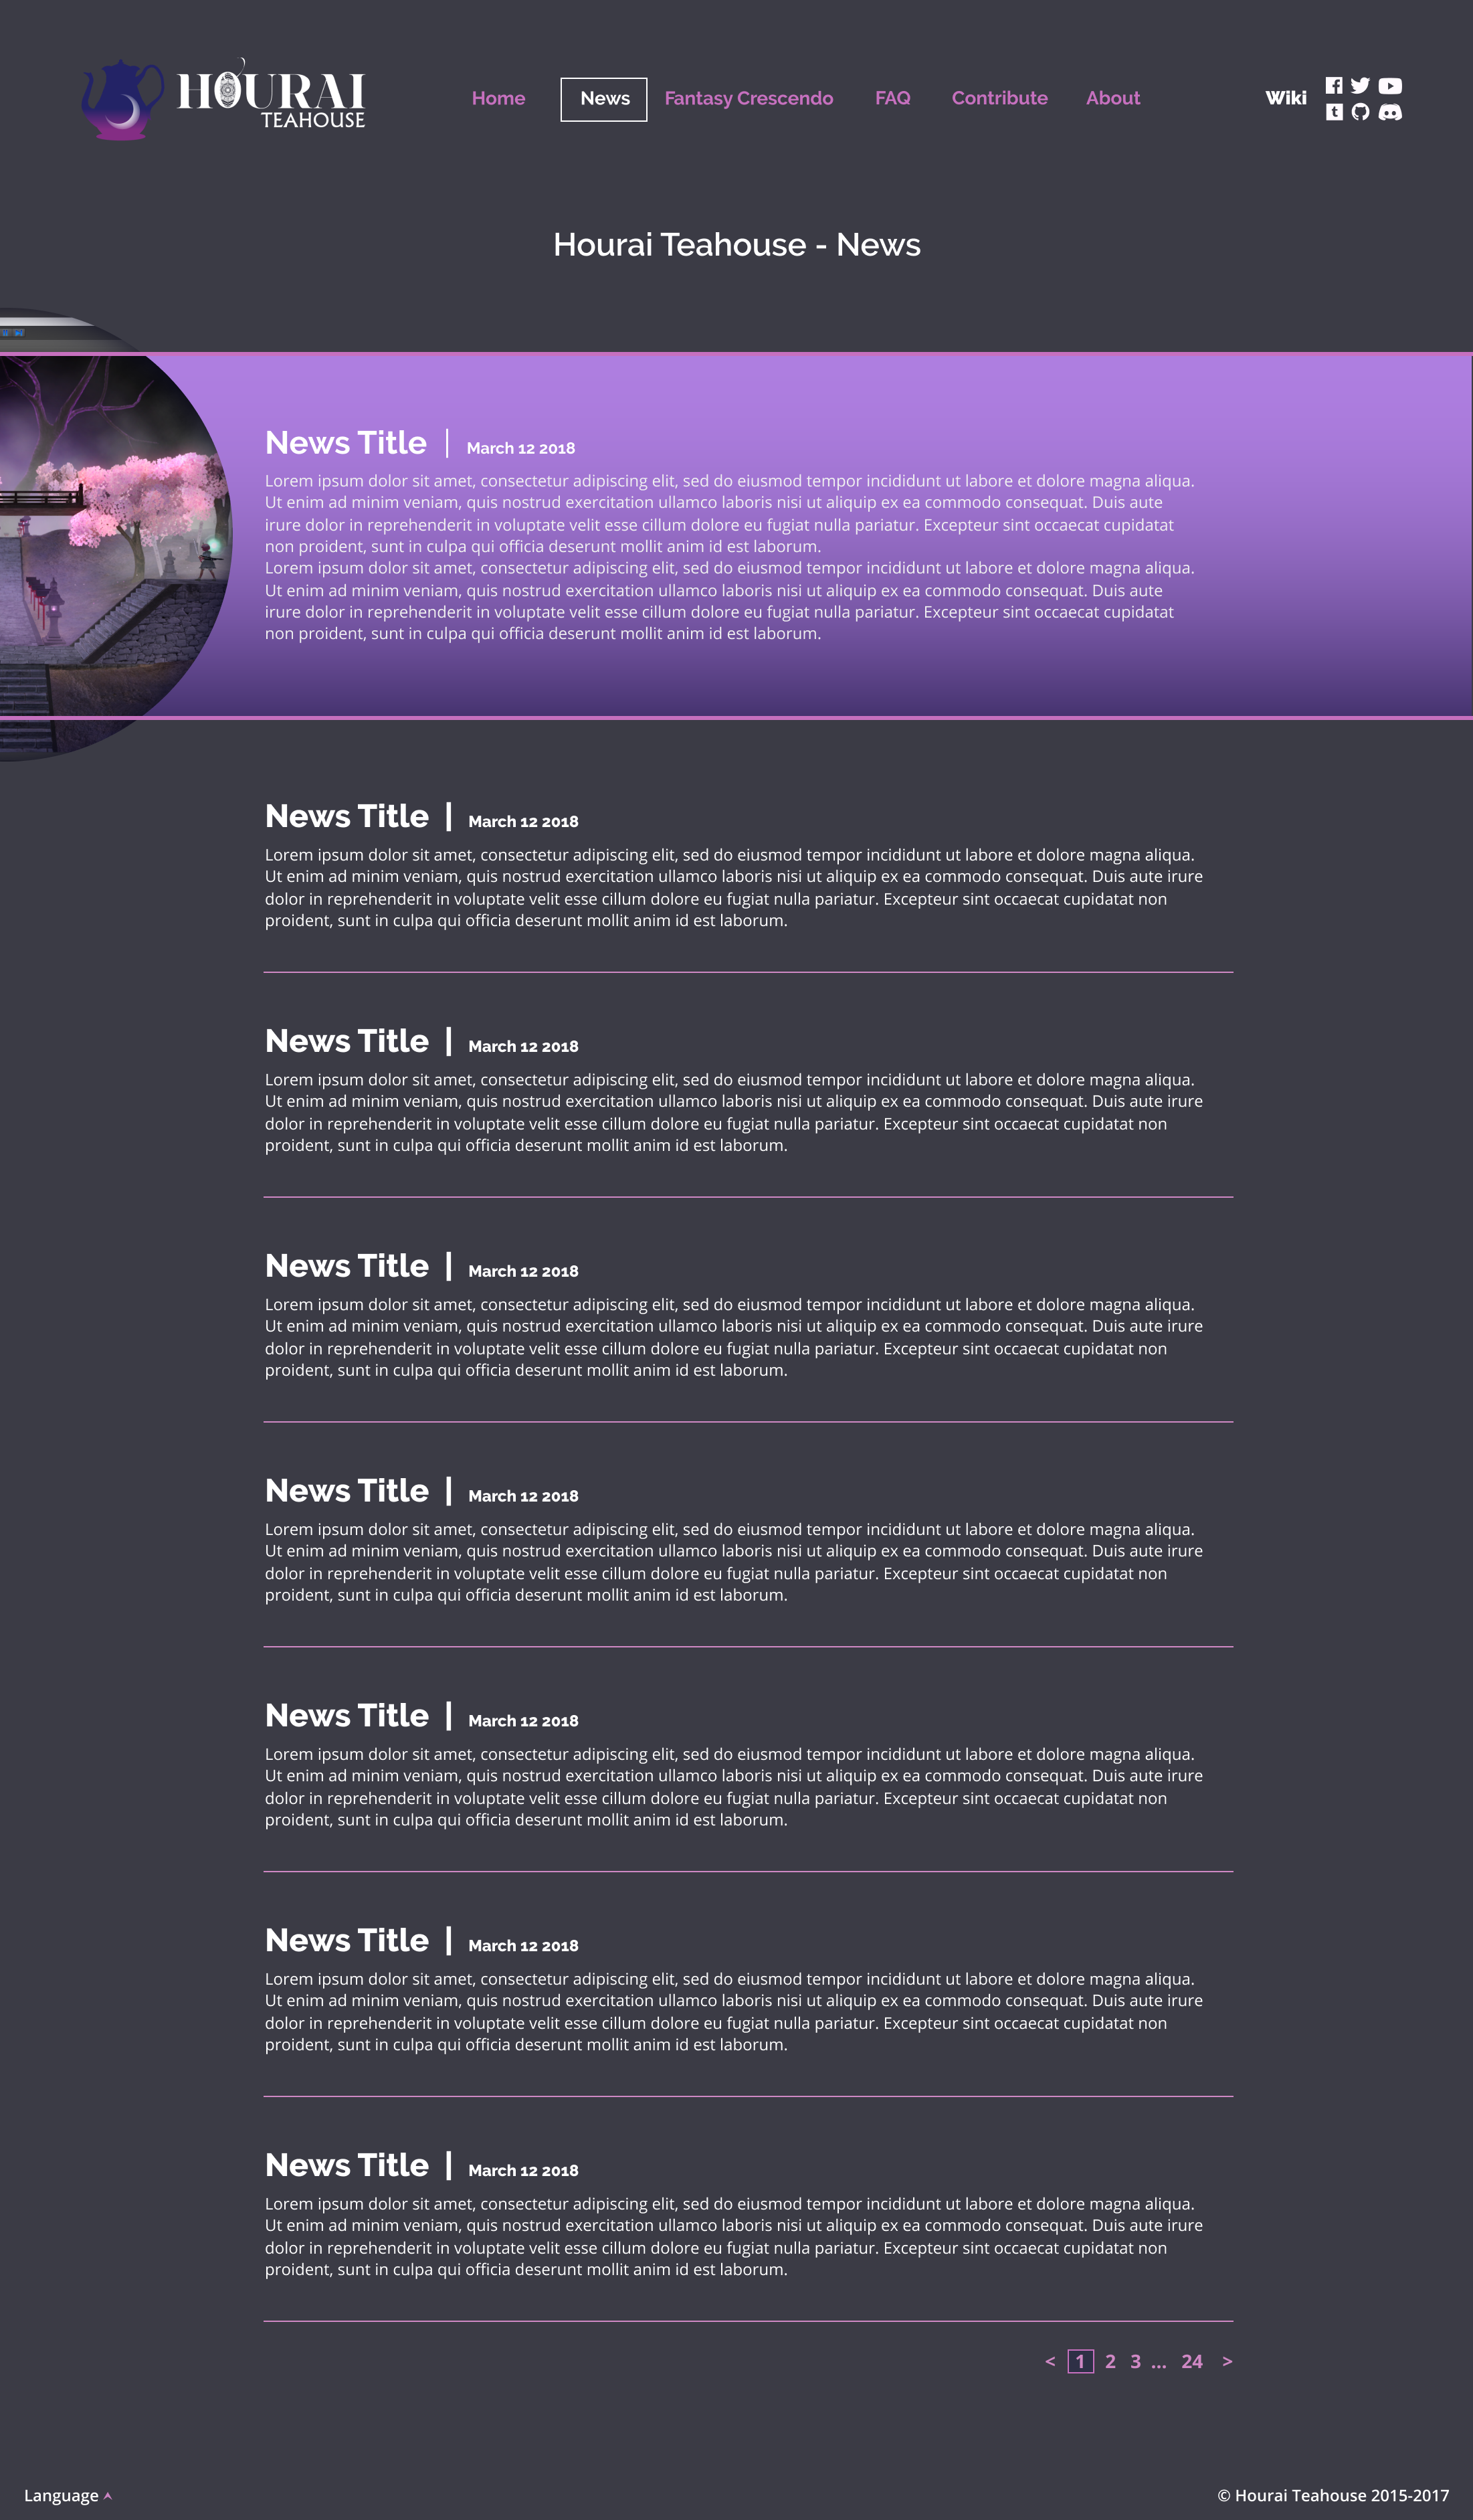 HOURAI
TEAHOUSE
Home News Fantasy Crescendo FAQ Contribute About Wiki
Hourai Teahouse - News
News Title | March 12 2018
Lorem ipsum dolor sit amet, consectetur adipiscing elit, sed do eiusmod tempor incididunt ut labore et dolore magna aliqua.
Ut enim ad minim veniam, quis nostrud exercitation ullamco laboris nisi ut aliquip ex ea commodo consequat. Duis aute
irure dolor in reprehenderit in voluptate velit esse cillum dolore eu fugiat nulla pariatur. Excepteur sint occaecat cupidatat
non proident, sunt in culpa qui officia deserunt mollit anim id est laborum.
Lorem ipsum dolor sit amet, consectetur adipiscing elit, sed do eiusmod tempor incididunt ut labore et dolore magna aliqua.
Ut enim ad minim veniam, quis nostrud exercitation ullamco laboris nisi ut aliquip ex ea commodo consequat. Duis aute
irure dolor in reprehenderit in voluptate velit esse cillum dolore eu fugiat nulla pariatur. Excepteur sint occaecat cupidatat
non proident, sunt in culpa qui officia deserunt mollit anim id est laborum.
News Title | March 12 2018
Lorem ipsum dolor sit amet, consectetur adipiscing elit, sed do eiusmod tempor incididunt ut labore et dolore magna aliqua.
Ut enim ad minim veniam, quis nostrud exercitation ullamco laboris nisi ut aliquip ex ea commodo consequat. Duis aute irure
dolor in reprehenderit in voluptate velit esse cillum dolore eu fugiat nulla pariatur. Excepteur sint occaecat cupidatat non
proident, sunt in culpa qui officia deserunt mollit anim id est laborum.
News Title | March 12 2018
Lorem ipsum dolor sit amet, consectetur adipiscing elit, sed do eiusmod tempor incididunt ut labore et dolore magna aliqua.
Ut enim ad minim veniam, quis nostrud exercitation ullamco laboris nisi ut aliquip ex ea commodo consequat. Duis aute irure
dolor in reprehenderit in voluptate velit esse cillum dolore eu fugiat nulla pariatur. Excepteur sint occaecat cupidatat non
proident, sunt in culpa qui officia deserunt mollit anim id est laborum.
News Title | March 12 2018
Lorem ipsum dolor sit amet, consectetur adipiscing elit, sed do eiusmod tempor incididunt ut labore et dolore magna aliqua.
Ut enim ad minim veniam, quis nostrud exercitation ullamco laboris nisi ut aliquip ex ea commodo consequat. Duis aute irure
dolor in reprehenderit in voluptate velit esse cillum dolore eu fugiat nulla pariatur. Excepteur sint occaecat cupidatat non
proident, sunt in culpa qui officia deserunt mollit anim id est laborum.
News Title | March 12 2018
Lorem ipsum dolor sit amet, consectetur adipiscing elit, sed do eiusmod tempor incididunt ut labore et dolore magna aliqua.
Ut enim ad minim veniam, quis nostrud exercitation ullamco laboris nisi ut aliquip ex ea commodo consequat. Duis aute irure
dolor in reprehenderit in voluptate velit esse cillum dolore eu fugiat nulla pariatur. Excepteur sint occaecat cupidatat non
proident, sunt in culpa qui officia deserunt mollit anim id est laborum.
News Title | March 12 2018
Lorem ipsum dolor sit amet, consectetur adipiscing elit, sed do eiusmod tempor incididunt ut labore et dolore magna aliqua.
Ut enim ad minim veniam, quis nostrud exercitation ullamco laboris nisi ut aliquip ex ea commodo consequat. Duis aute irure
dolor in reprehenderit in voluptate velit esse cillum dolore eu fugiat nulla pariatur. Excepteur sint occaecat cupidatat non
proident, sunt in culpa qui officia deserunt mollit anim id est laborum.
News Title | March 12 2018
Lorem ipsum dolor sit amet, consectetur adipiscing elit, sed do eiusmod tempor incididunt ut labore et dolore magna aliqua.
Ut enim ad minim veniam, quis nostrud exercitation ullamco laboris nisi ut aliquip ex ea commodo consequat. Duis aute irure
dolor in reprehenderit in voluptate velit esse cillum dolore eu fugiat nulla pariatur. Excepteur sint occaecat cupidatat non
proident, sunt in culpa qui officia deserunt mollit anim id est laborum.
News Title | March 12 2018
Lorem ipsum dolor sit amet, consectetur adipiscing elit, sed do eiusmod tempor incididunt ut labore et dolore magna aliqua.
Ut enim ad minim veniam, quis nostrud exercitation ullamco laboris nisi ut aliquip ex ea commodo consequat. Duis aute irure
dolor in reprehenderit in voluptate velit esse cillum dolore eu fugiat nulla pariatur. Excepteur sint occaecat cupidatat non
proident, sunt in culpa qui officia deserunt mollit anim id est laborum.
< 1 2 3 ... 24 >
Language
© Hourai Teahouse 2015-2017